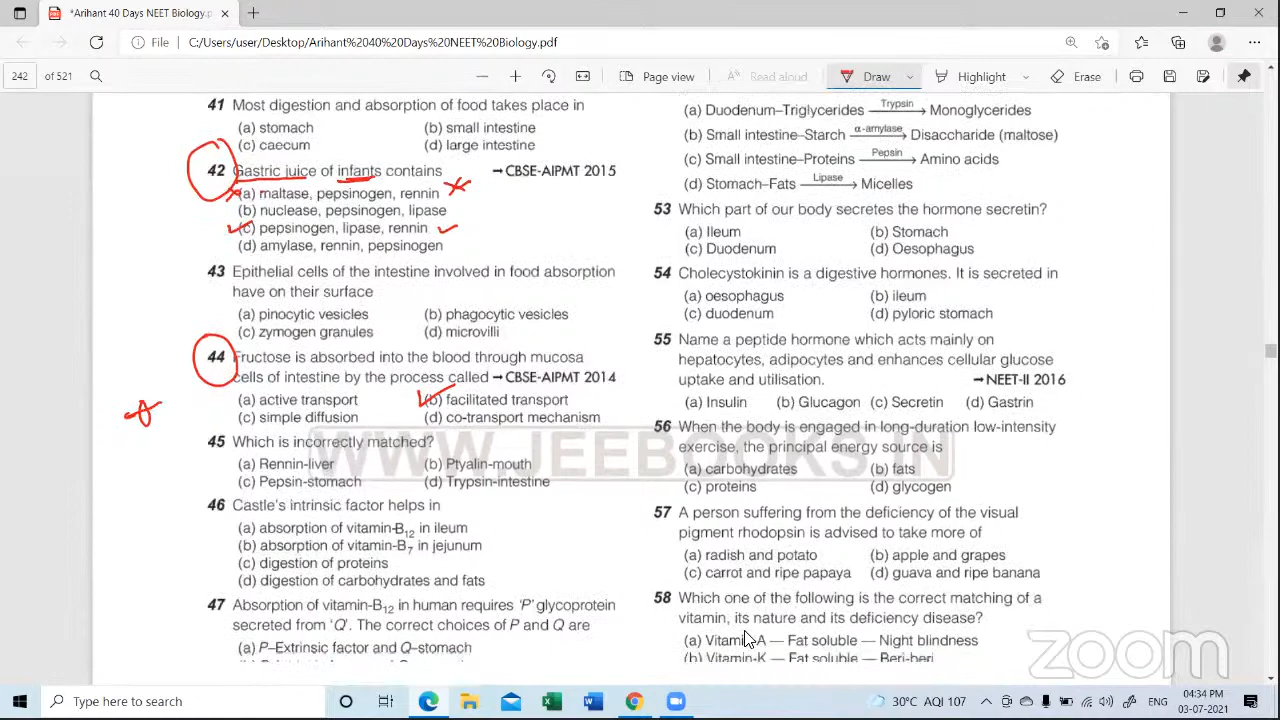 *Arihant 40 Days NEET Biology.p
File
C:/Users/user/Desktop/Arihant%2040%20Days%20NEET%20Biology.pdf
242 of 521
Page view
Read aloud
Draw
Highlight
Erase
41 Most digestion and absorption of food takes place in
(a) stomach (b) small intestine
(c) caecum (d) large intestine
42 Gastric juice of infants contains → CBSE-AIPMT 2015
(a) maltase, pepsinogen, rennin
(b) nuclease, pepsinogen, lipase
(c) pepsinogen, lipase, rennin
(d) amylase, rennin, pepsinogen
43 Epithelial cells of the intestine involved in food absorption
have on their surface
(a) pinocytic vesicles (b) phagocytic vesicles
(c) zymogen granules (d) microvilli
44 Fructose is absorbed into the blood through mucosa
cells of intestine by the process called → CBSE-AIPMT 2014
(a) active transport (b) facilitated transport
(c) simple diffusion (d) co-transport mechanism
45 Which is incorrectly matched?
(a) Rennin-liver (b) Ptyalin-mouth
(c) Pepsin-stomach (d) Trypsin-intestine
46 Castle's intrinsic factor helps in
(a) absorption of vitamin-B12 in ileum
(b) absorption of vitamin-B7 in jejunum
(c) digestion of proteins
(d) digestion of carbohydrates and fats
47 Absorption of vitamin-B12 in human requires 'P' glycoprotein
secreted from 'Q'. The correct choices of P and Q are
(a) P–Extrinsic factor and Q-stomach
(a) Duodenum–Triglycerides Trypsin → Monoglycerides
(b) Small intestine–Starch α-amylase → Disaccharide (maltose)
(c) Small intestine–Proteins Pepsin → Amino acids
(d) Stomach–Fats Lipase → Micelles
53 Which part of our body secretes the hormone secretin?
(a) Ileum (b) Stomach
(c) Duodenum (d) Oesophagus
54 Cholecystokinin is a digestive hormones. It is secreted in
(a) oesophagus (b) ileum
(c) duodenum (d) pyloric stomach
55 Name a peptide hormone which acts mainly on
hepatocytes, adipocytes and enhances cellular glucose
uptake and utilisation. → NEET-II 2016
(a) Insulin (b) Glucagon (c) Secretin (d) Gastrin
56 When the body is engaged in long-duration low-intensity
exercise, the principal energy source is
(a) carbohydrates (b) fats
(c) proteins (d) glycogen
57 A person suffering from the deficiency of the visual
pigment rhodopsin is advised to take more of
(a) radish and potato (b) apple and grapes
(c) carrot and ripe papaya (d) guava and ripe banana
58 Which one of the following is the correct matching of a
vitamin, its nature and its deficiency disease?
(a) Vitamin-A — Fat soluble — Night blindness
(b) Vitamin-K — Fat soluble — Beri-beri
WWW.JEEBOOKS.IN
zoom
Type here to search
30°C AQI 107
ENG
04:34 PM
03-07-2021